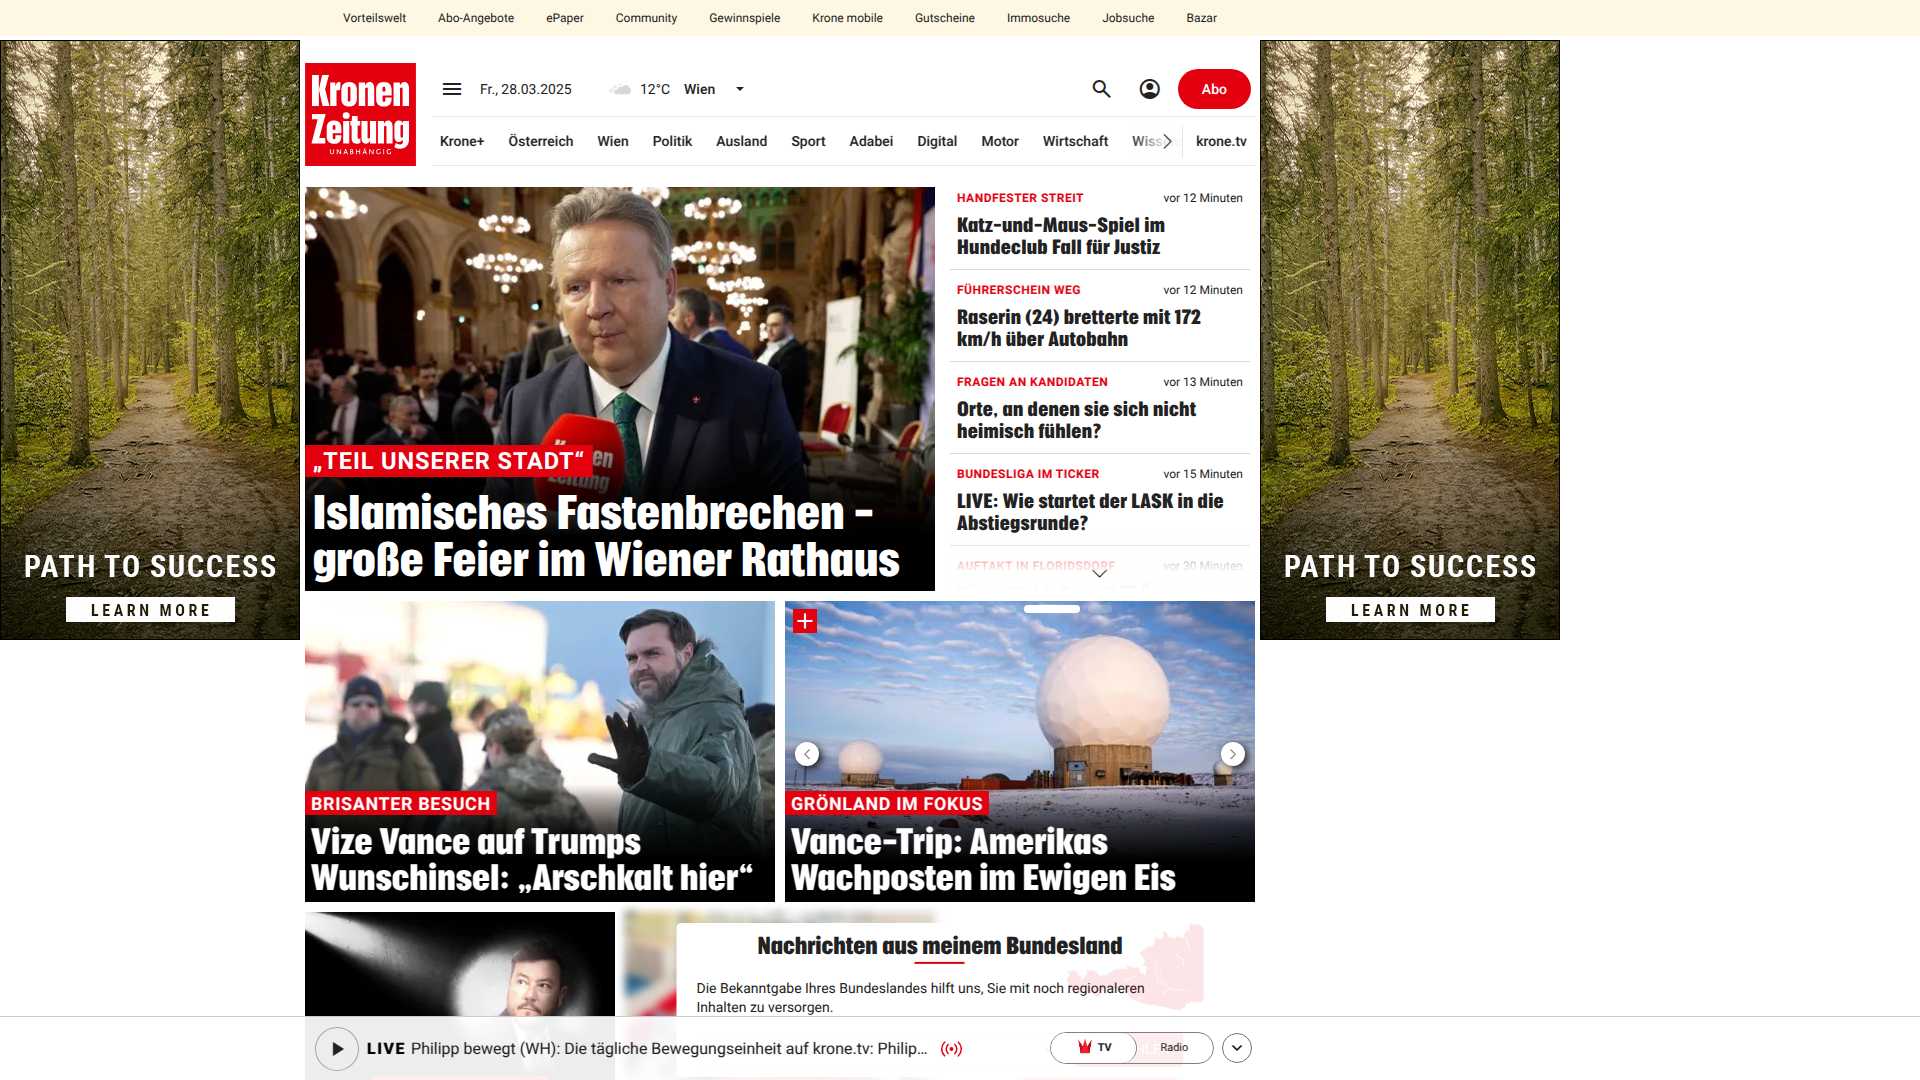 Vorteilswelt Abo-Angebote ePaper Community Gewinnspiele Krone mobile Gutscheine Immosuche Jobsuche Bazar
Kronen
Zeitung
UNABHÄNGIG
Fr., 28.03.2025 12°C Wien
Abo
Krone+ Österreich Wien Politik Ausland Sport Adabei Digital Motor Wirtschaft Wiss krone.tv
PATH TO SUCCESS
LEARN MORE
„TEIL UNSERER STADT“
Islamisches Fastenbrechen –
große Feier im Wiener Rathaus
HANDFESTER STREIT vor 12 Minuten
Katz-und-Maus-Spiel im
Hundeclub Fall für Justiz
FÜHRERSCHEIN WEG vor 12 Minuten
Raserin (24) bretterte mit 172
km/h über Autobahn
FRAGEN AN KANDIDATEN vor 13 Minuten
Orte, an denen sie sich nicht
heimisch fühlen?
BUNDESLIGA IM TICKER vor 15 Minuten
LIVE: Wie startet der LASK in die
Abstiegsrunde?
AUFTAKT IN FLORIDSDORF vor 30 Minuten
PATH TO SUCCESS
LEARN MORE
BRISANTER BESUCH
Vize Vance auf Trumps
Wunschinsel: „Arschkalt hier“
GRÖNLAND IM FOKUS
Vance-Trip: Amerikas
Wachposten im Ewigen Eis
Nachrichten aus meinem Bundesland
Die Bekanntgabe Ihres Bundeslandes hilft uns, Sie mit noch regionaleren
Inhalten zu versorgen.
LIVE Philipp bewegt (WH): Die tägliche Bewegungseinheit auf krone.tv: Philip...
TV Radio